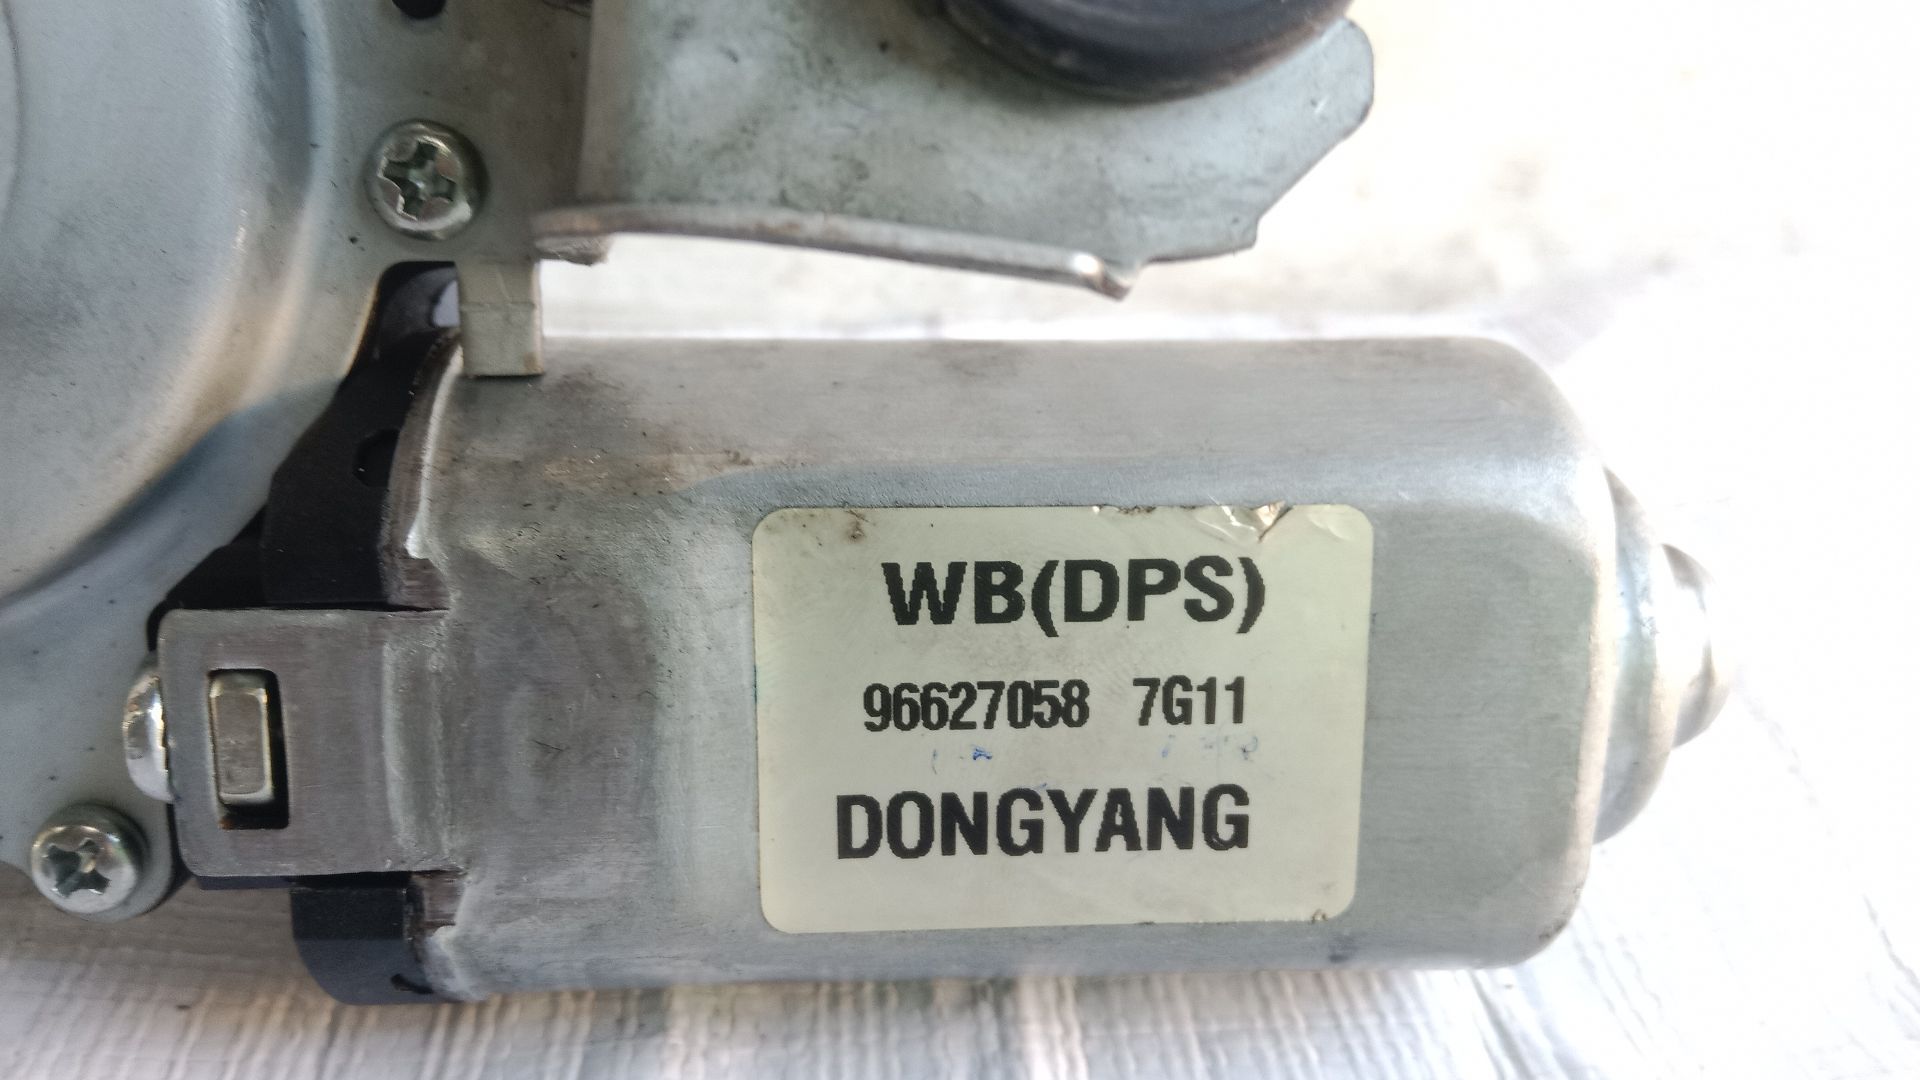 WB(DPS)
96627058 7G11
DONGYANG